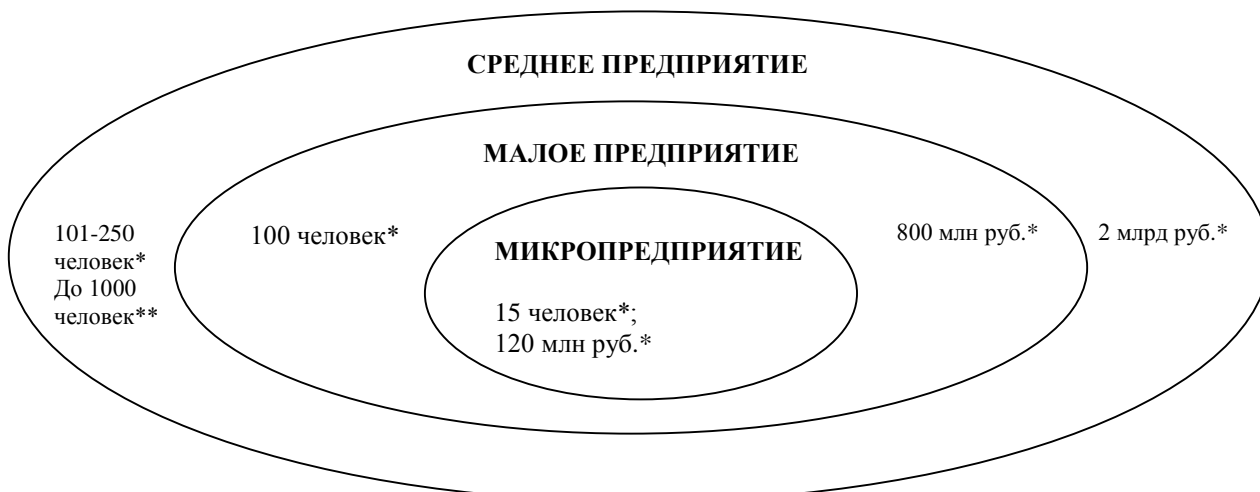 СРЕДНЕЕ ПРЕДПРИЯТИЕ
МАЛОЕ ПРЕДПРИЯТИЕ
101-250
человек*
До 1000
человек**
100 человек*
МИКРОПРЕДПРИЯТИЕ
15 человек*;
120 млн руб.*
800 млн руб.*
2 млрд руб.*